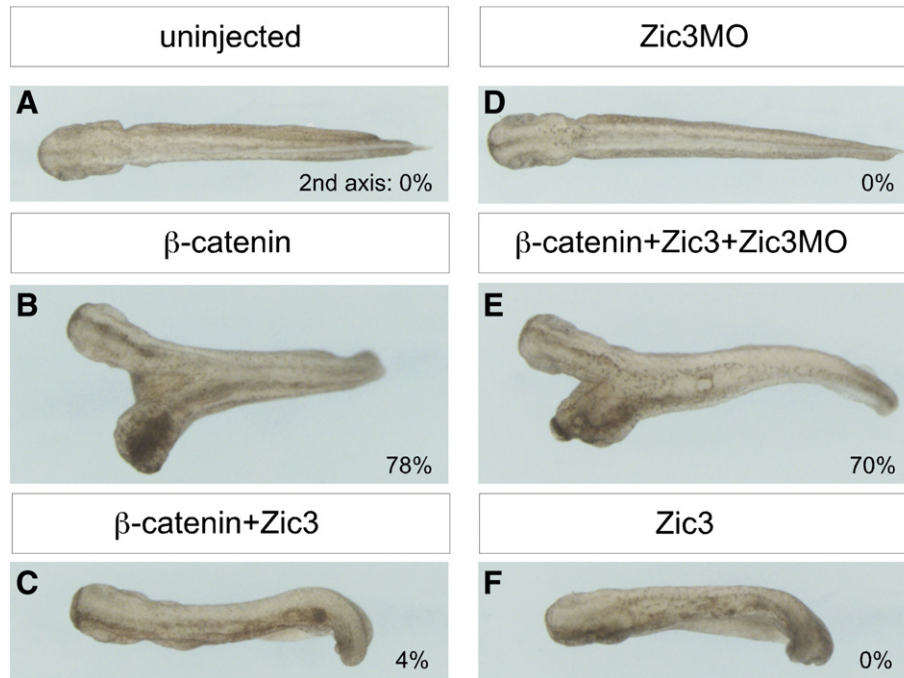 uninjected
Zic3MO
A
2nd axis: 0%
D
0%
β-catenin
β-catenin+Zic3+Zic3MO
B
78%
E
70%
β-catenin+Zic3
Zic3
C
4%
F
0%